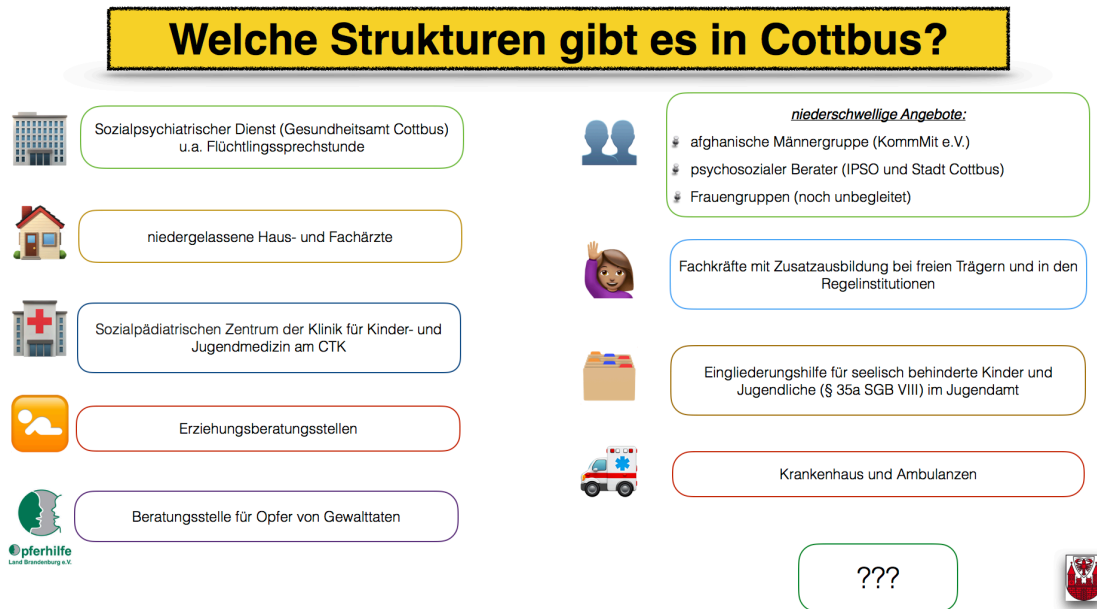 Welche Strukturen gibt es in Cottbus?
Sozialpsychiatrischer Dienst (Gesundheitsamt Cottbus)
u.a. Flüchtlingssprechstunde
niedergelassene Haus- und Fachärzte
Sozialpädiatrischen Zentrum der Klinik für Kinder- und
Jugendmedizin am CTK
Erziehungsberatungsstellen
Beratungsstelle für Opfer von Gewalttaten
Opferhilfe
Land Brandenburg e.V.
niederschwellige Angebote:
afghanische Männergruppe (KommMit e.V.)
psychosozialer Berater (IPSO und Stadt Cottbus)
Frauengruppen (noch unbegleitet)
Fachkräfte mit Zusatzausbildung bei freien Trägern und in den
Regelinstitutionen
Eingliederungshilfe für seelisch behinderte Kinder und
Jugendliche (§ 35a SGB VIII) im Jugendamt
Krankenhaus und Ambulanzen
???